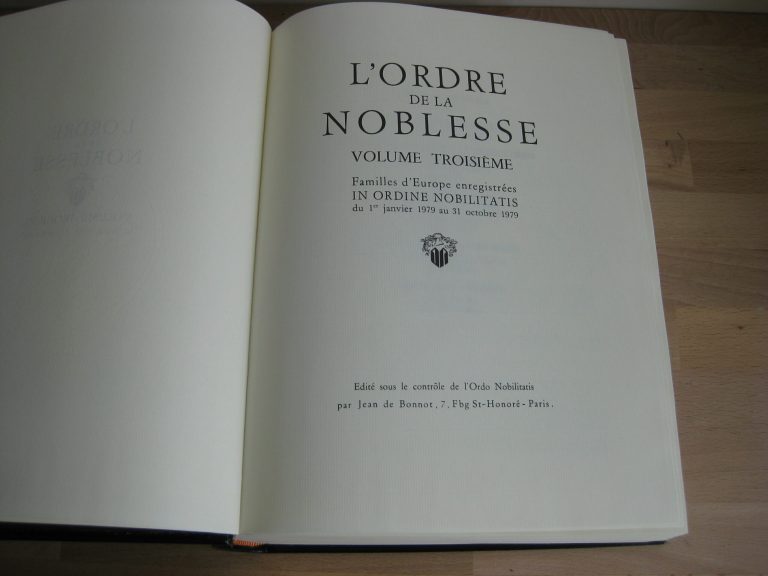 L'ORDRE
DE LA
NOBLESSE
VOLUME TROISIÈME
Familles d'Europe enregistrées
IN ORDINE NOBILITATIS
du 1er janvier 1979 au 31 octobre 1979
Edité sous le contrôle de l'Ordo Nobilitatis
par Jean de Bonnot, 7, Fbg St-Honoré - Paris.